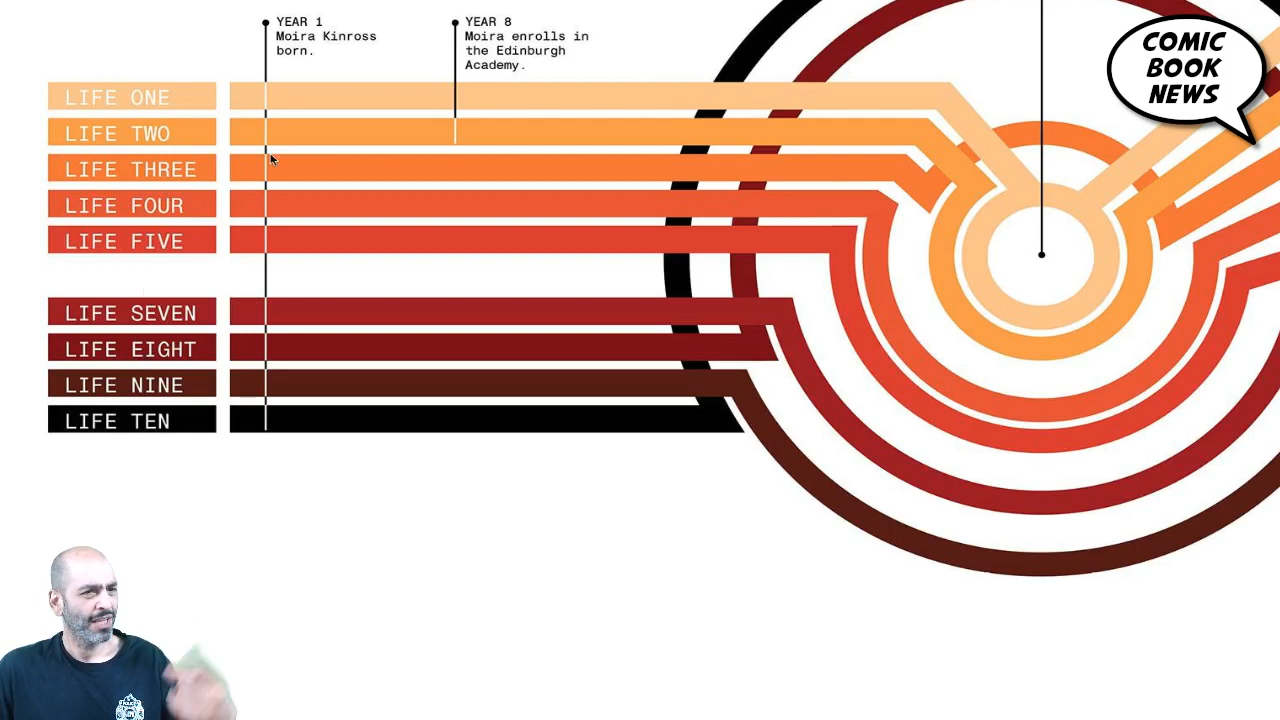 YEAR 1
Moira Kinross
born.
YEAR 8
Moira enrolls in
the Edinburgh
Academy.
COMIC
BOOK
NEWS
LIFE ONE
LIFE TWO
LIFE THREE
LIFE FOUR
LIFE FIVE
LIFE SEVEN
LIFE EIGHT
LIFE NINE
LIFE TEN